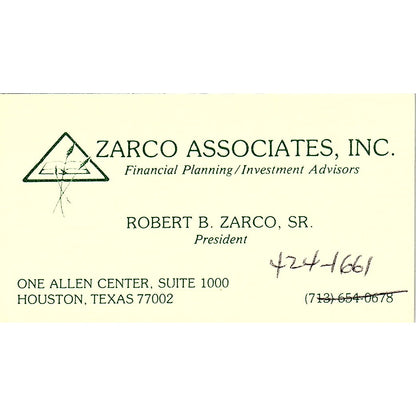 ZARCO ASSOCIATES, INC.
Financial Planning/Investment Advisors
ROBERT B. ZARCO, SR.
President
424-1661
ONE ALLEN CENTER, SUITE 1000
HOUSTON, TEXAS 77002
(713) 654-0678